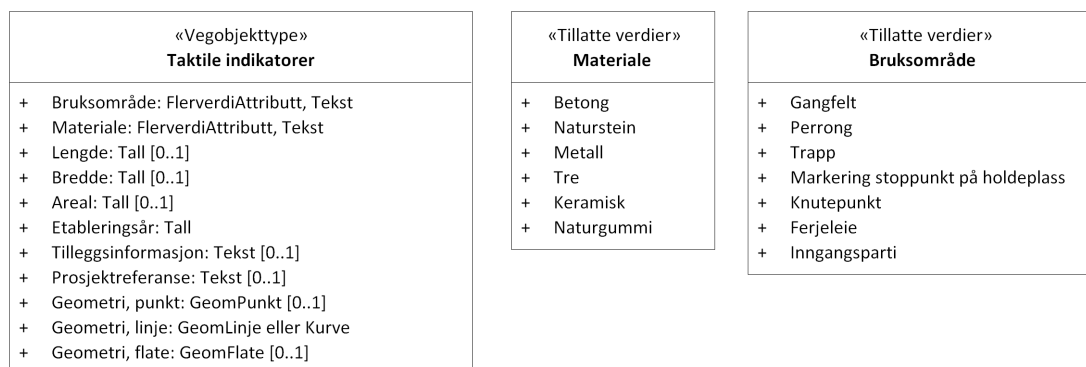 «Vegobjekttype»
Taktile indikatorer
+ Bruksområde: FlerverdiAttributt, Tekst
+ Materiale: FlerverdiAttributt, Tekst
+ Lengde: Tall [0..1]
+ Bredde: Tall [0..1]
+ Areal: Tall [0..1]
+ Etableringsår: Tall
+ Tilleggsinformasjon: Tekst [0..1]
+ Prosjektreferanse: Tekst [0..1]
+ Geometri, punkt: GeomPunkt [0..1]
+ Geometri, linje: GeomLinje eller Kurve
+ Geometri, flate: GeomFlate [0..1]
«Tillatte verdier»
Materiale
+ Betong
+ Naturstein
+ Metall
+ Tre
+ Keramisk
+ Naturgummi
«Tillatte verdier»
Bruksområde
+ Gangfelt
+ Perrong
+ Trapp
+ Markering stoppunkt på holdeplass
+ Knutepunkt
+ Ferjeleie
+ Inngangsparti